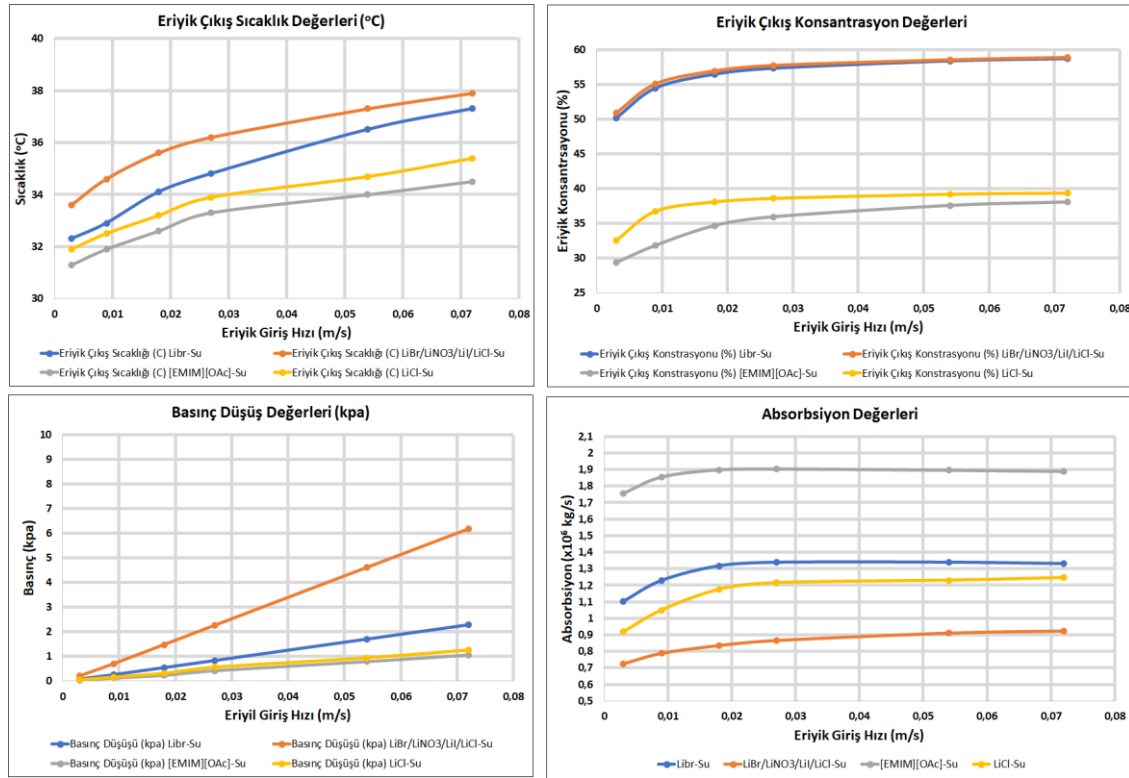 Eriyik Çıkış Sıcaklık Değerleri (ᵒC)
40
38
36
34
32
30
Sıcaklık (ᵒC)
0 0,01 0,02 0,03 0,04 0,05 0,06 0,07 0,08
Eriyik Giriş Hızı (m/s)
Eriyik Çıkış Sıcaklığı (C) Libr-Su Eriyik Çıkış Sıcaklığı (C) LiBr/LiNO3/LiI/LiCl-Su
Eriyik Çıkış Sıcaklığı (C) [EMIM][OAc]-Su Eriyik Çıkış Sıcaklığı (C) LiCl-Su
Eriyik Çıkış Konsantrasyon Değerleri
60
55
50
45
40
35
30
25
Eriyik Konsantrsayonu (%)
0 0,01 0,02 0,03 0,04 0,05 0,06 0,07 0,08
Eriyik Giriş Hızı (m/s)
Eriyik Çıkış Konstrasyonu (%) Libr-Su Eriyik Çıkış Konstrasyonu (%) LiBr/LiNO3/LiI/LiCl-Su
Eriyik Çıkış Konstrasyonu (%) [EMIM][OAc]-Su Eriyik Çıkış Konstrasyonu (%) LiCl-Su
Basınç Düşüş Değerleri (kpa)
10
9
8
7
6
5
4
3
2
1
0
Basınç (kpa)
0 0,01 0,02 0,03 0,04 0,05 0,06 0,07 0,08
Eriyil Giriş Hızı (m/s)
Basınç Düşüşü (kpa) Libr-Su Basınç Düşüşü (kpa) LiBr/LiNO3/LiI/LiCl-Su
Basınç Düşüşü (kpa) [EMIM][OAc]-Su Basınç Düşüşü (kpa) LiCl-Su
Absorbsiyon Değerleri
2,1
2
1,9
1,8
1,7
1,6
1,5
1,4
1,3
1,2
1,1
1
0,9
0,8
0,7
0,6
0,5
Absorbsiyon (x10⁶ kg/s)
0 0,01 0,02 0,03 0,04 0,05 0,06 0,07 0,08
Eriyik Giriş Hızı (m/s)
Libr-Su LiBr/LiNO3/LiI/LiCl-Su [EMIM][OAc]-Su LiCl-Su